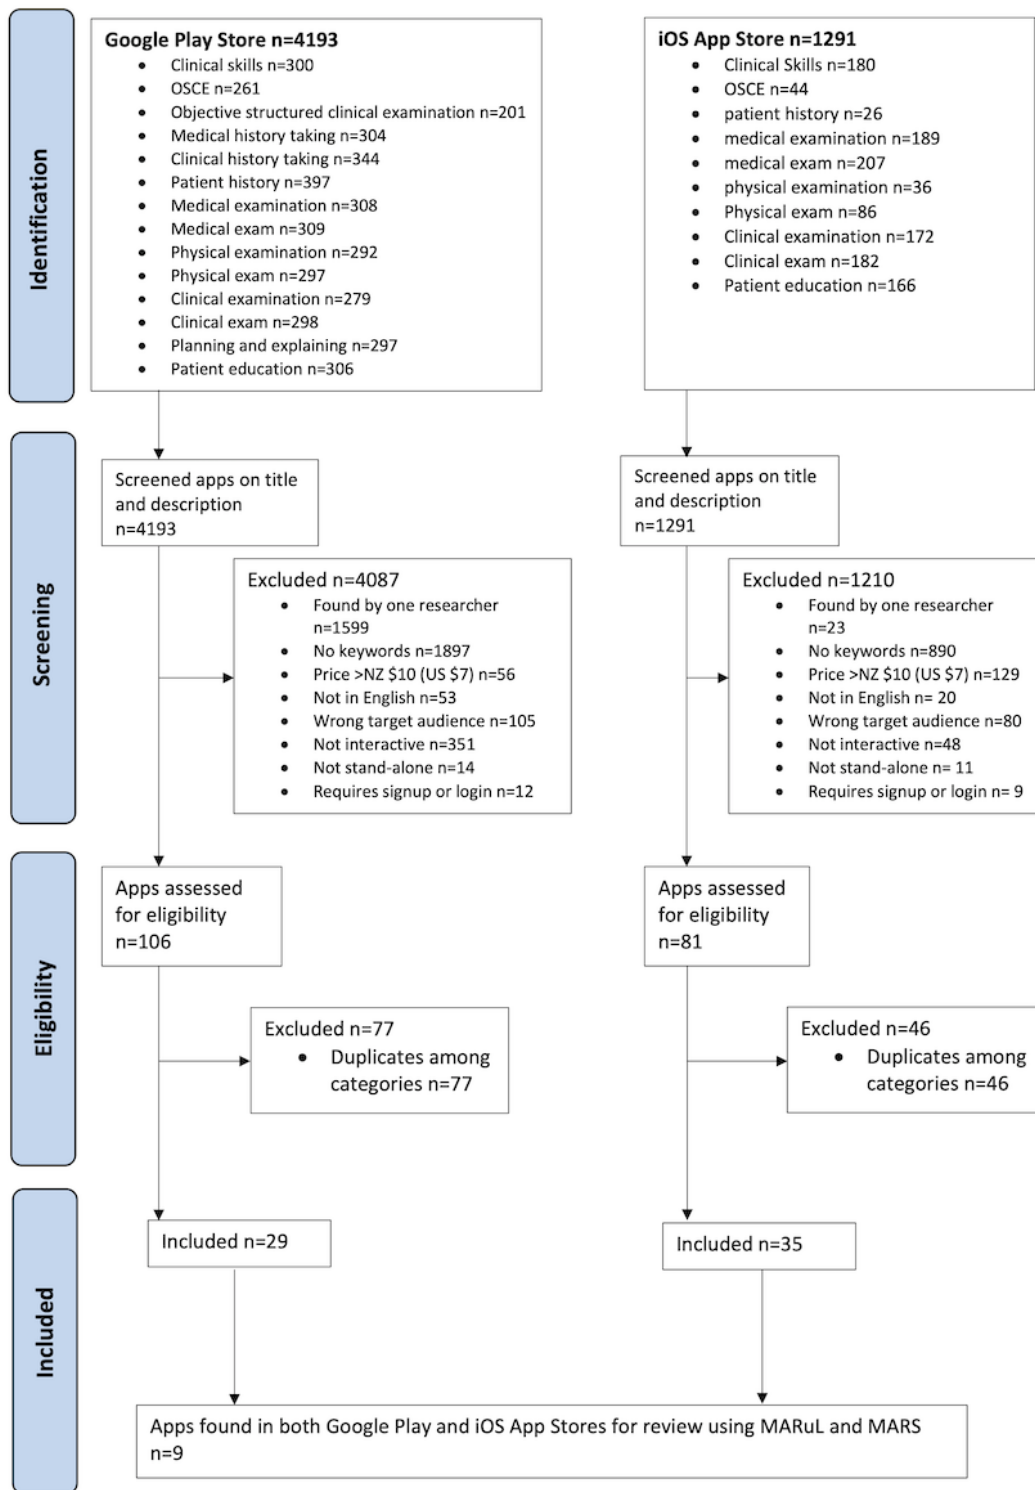 Identification
Google Play Store n=4193
• Clinical skills n=300
• OSCE n=261
• Objective structured clinical examination n=201
• Medical history taking n=304
• Clinical history taking n=344
• Patient history n=397
• Medical examination n=308
• Medical exam n=309
• Physical examination n=292
• Physical exam n=297
• Clinical examination n=279
• Clinical exam n=298
• Planning and explaining n=297
• Patient education n=306
iOS App Store n=1291
• Clinical Skills n=180
• OSCE n=44
• patient history n=26
• medical examination n=189
• medical exam n=207
• physical examination n=36
• Physical exam n=86
• Clinical examination n=172
• Clinical exam n=182
• Patient education n=166
Screening
Screened apps on title
and description
n=4193
Screened apps on title
and description
n=1291
Excluded n=4087
• Found by one researcher
n=1599
• No keywords n=1897
• Price >NZ $10 (US $7) n=56
• Not in English n=53
• Wrong target audience n=105
• Not interactive n=351
• Not stand-alone n=14
• Requires signup or login n=12
Excluded n=1210
• Found by one researcher
n=23
• No keywords n=890
• Price >NZ $10 (US $7) n=129
• Not in English n= 20
• Wrong target audience n=80
• Not interactive n=48
• Not stand-alone n= 11
• Requires signup or login n= 9
Eligibility
Apps assessed
for eligibility
n=106
Apps assessed
for eligibility
n=81
Excluded n=77
• Duplicates among
categories n=77
Excluded n=46
• Duplicates among
categories n=46
Included
Included n=29
Included n=35
Apps found in both Google Play and iOS App Stores for review using MARuL and MARS
n=9